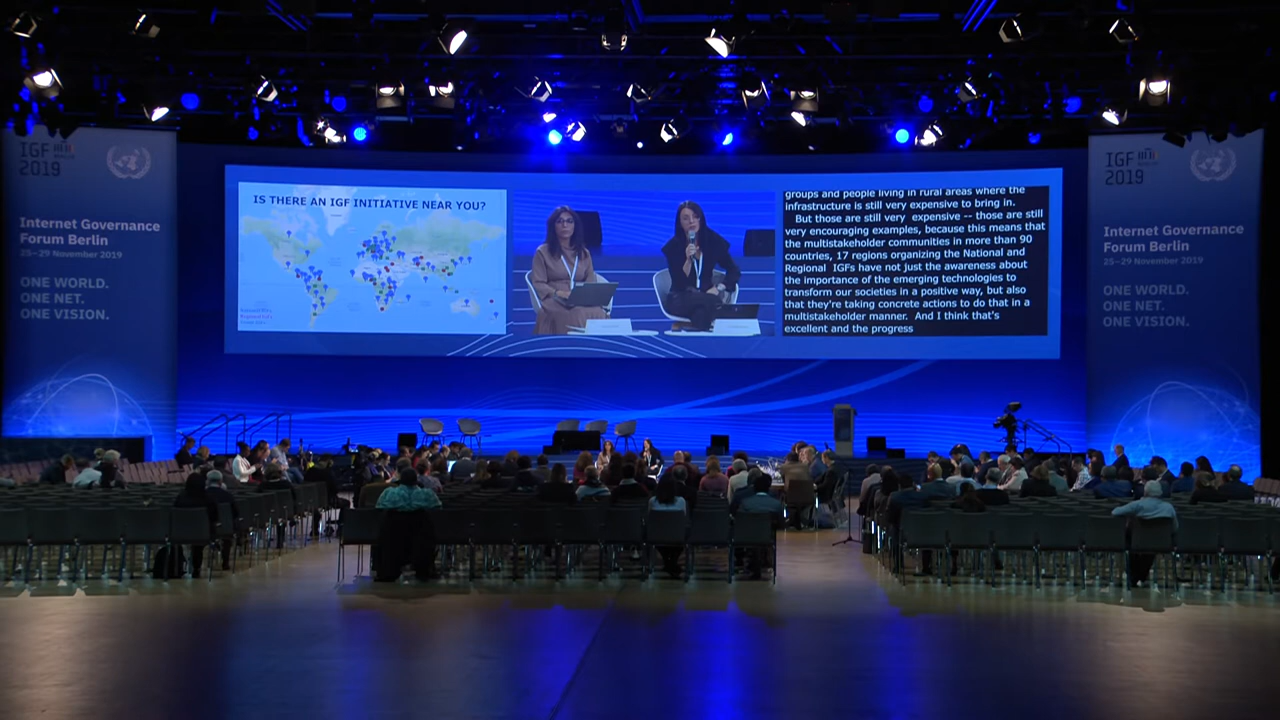 IGF
2019
Internet Governance
Forum Berlin
25–29 November 2019
ONE WORLD.
ONE NET.
ONE VISION.
IS THERE AN IGF INITIATIVE NEAR YOU?
groups and people living in rural areas where the
infrastructure is still very expensive to bring in.
But those are still very expensive -- those are still
very encouraging examples, because this means that
the multistakeholder communities in more than 90
countries, 17 regions organizing the National and
Regional IGFs have not just the awareness about
the importance of the emerging technologies to
transform our societies in a positive way, but also
that they're taking concrete actions to do that in a
multistakeholder manner. And I think that's
excellent and the progress
IGF
2019
Internet Governance
Forum Berlin
25–29 November 2019
ONE WORLD.
ONE NET.
ONE VISION.